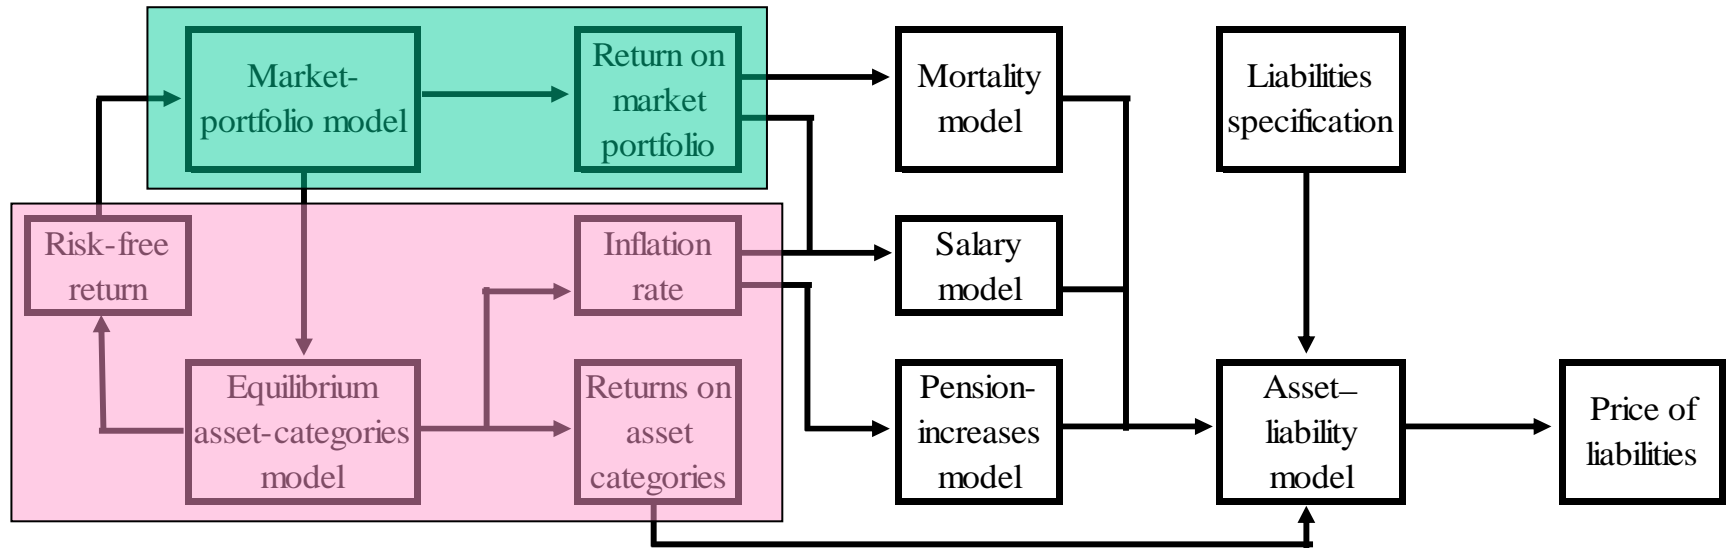 Market-
portfolio model
Return on
market
portfolio
Mortality
model
Liabilities
specification
Risk-free
return
Inflation
rate
Salary
model
Equilibrium
asset-categories
model
Returns on
asset
categories
Pension-
increases
model
Asset–
liability
model
Price of
liabilities